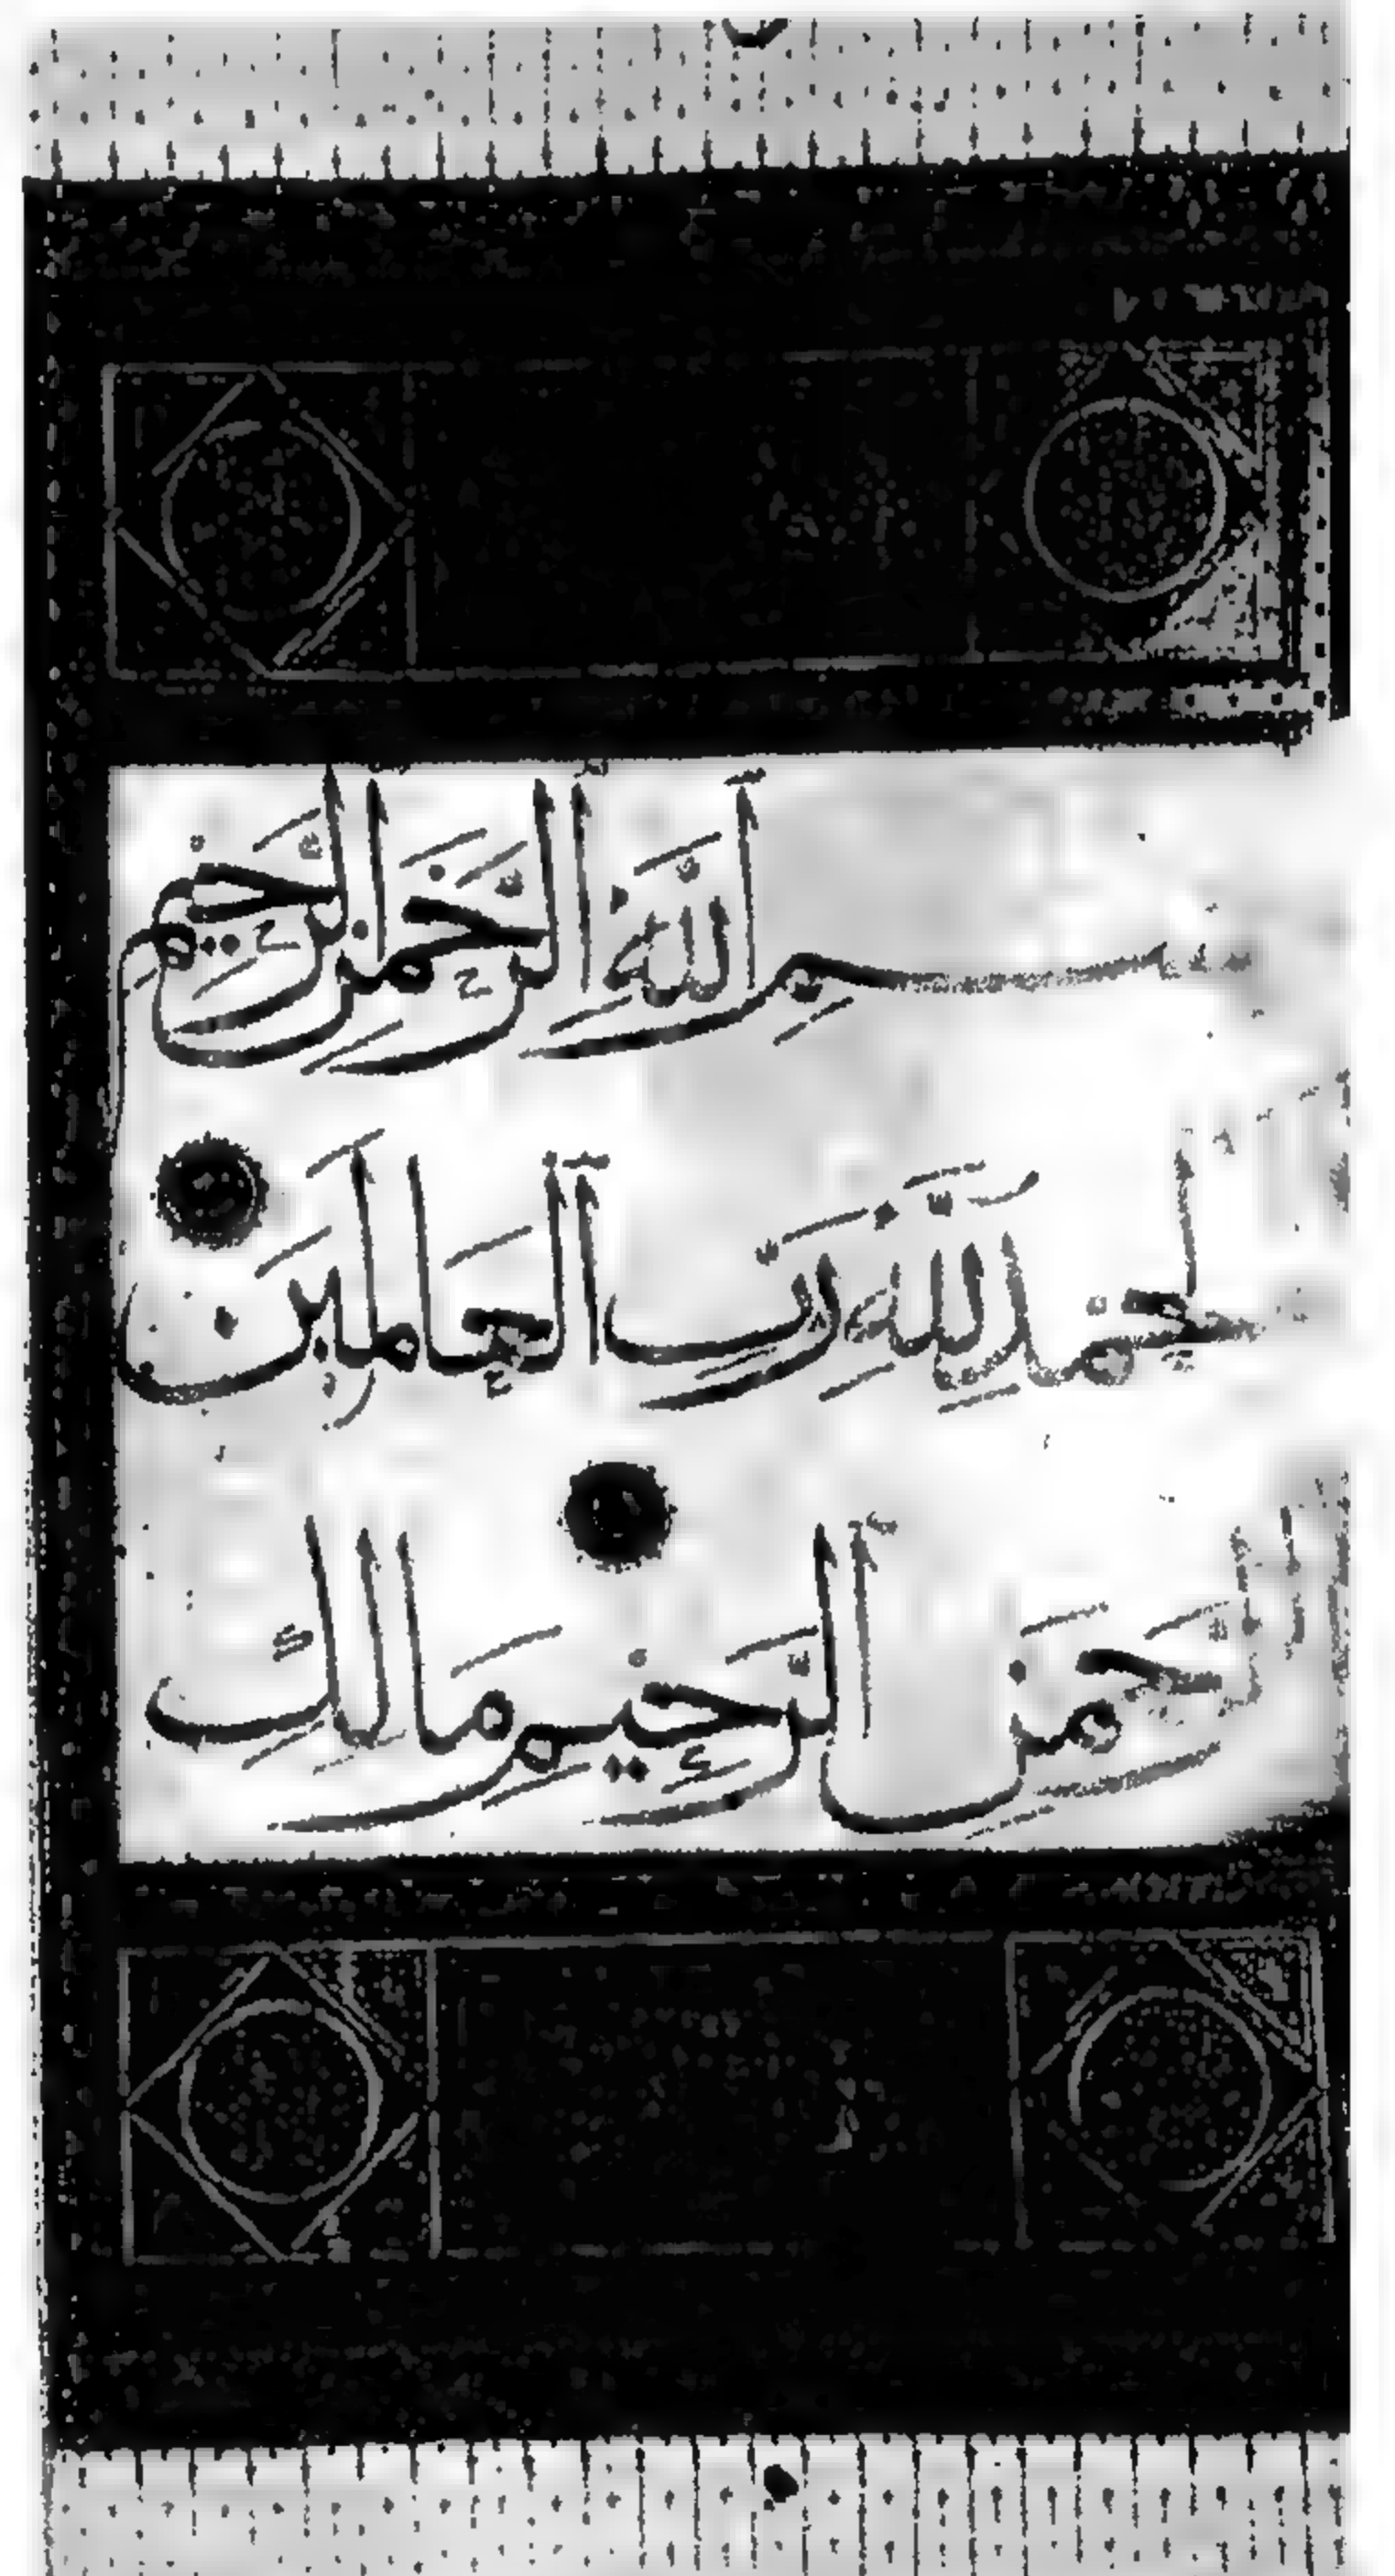 بسم الله الرحمن الرحيم
الحمد لله رب العالمين
الرحمن الرحيم مالك